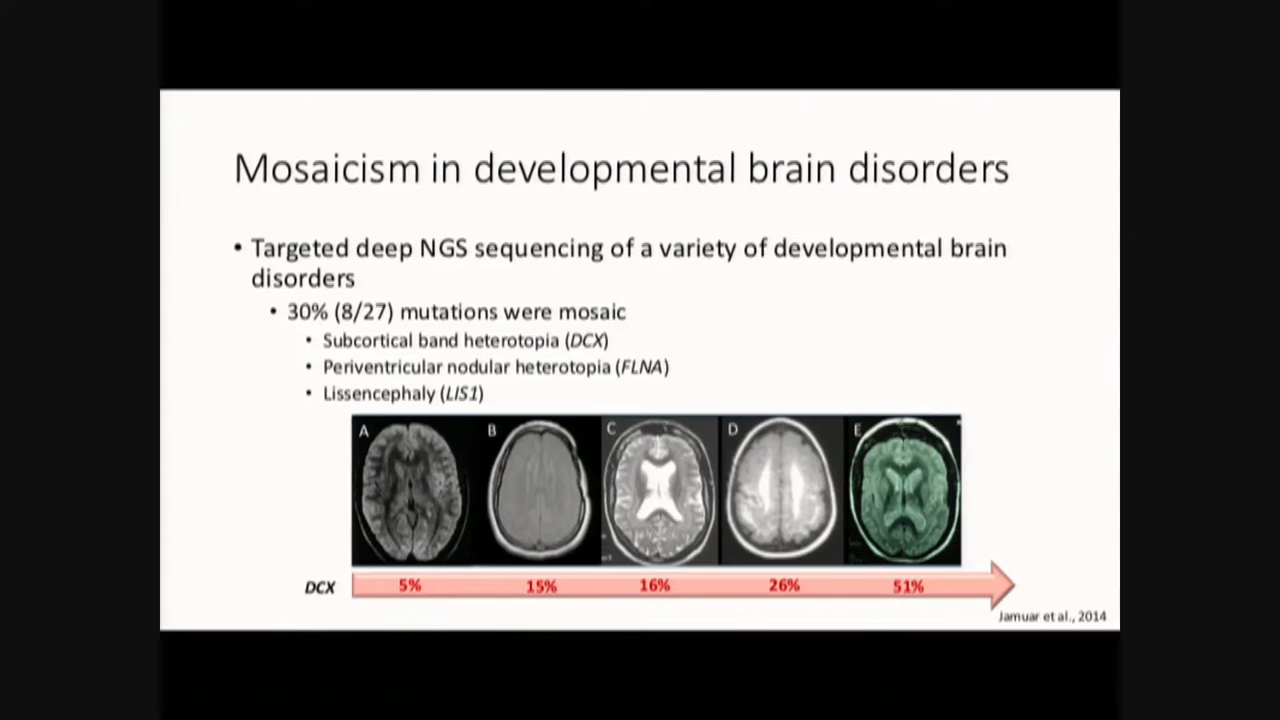 Mosaicism in developmental brain disorders
• Targeted deep NGS sequencing of a variety of developmental brain
disorders
• 30% (8/27) mutations were mosaic
• Subcortical band heterotopia (DCX)
• Periventricular nodular heterotopia (FLNA)
• Lissencephaly (LIS1)
A B C D E
DCX 5% 15% 16% 26% 51%
Jamuar et al., 2014